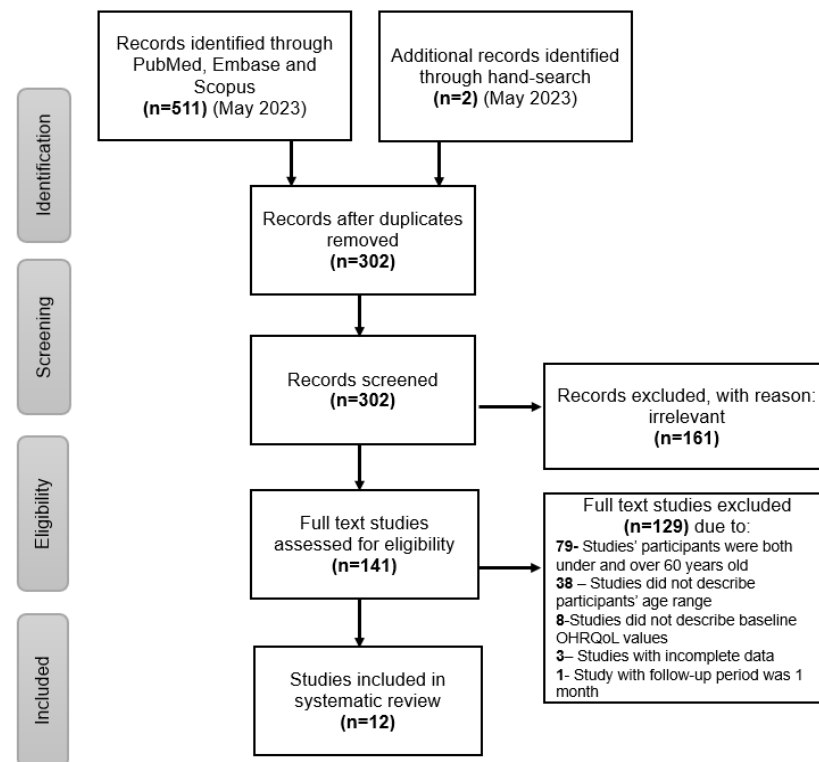 Records identified through
PubMed, Embase and
Scopus
(n=511) (May 2023)
Additional records identified
through hand-search
(n=2) (May 2023)
Identification
Records after duplicates
removed
(n=302)
Screening
Records screened
(n=302)
Records excluded, with reason:
irrelevant
(n=161)
Eligibility
Full text studies
assessed for eligibility
(n=141)
Full text studies excluded
(n=129) due to:
79- Studies' participants were both
under and over 60 years old
38 – Studies did not describe
participants' age range
8-Studies did not describe baseline
OHRQoL values
3– Studies with incomplete data
1- Study with follow-up period was 1
month
Included
Studies included in
systematic review
(n=12)